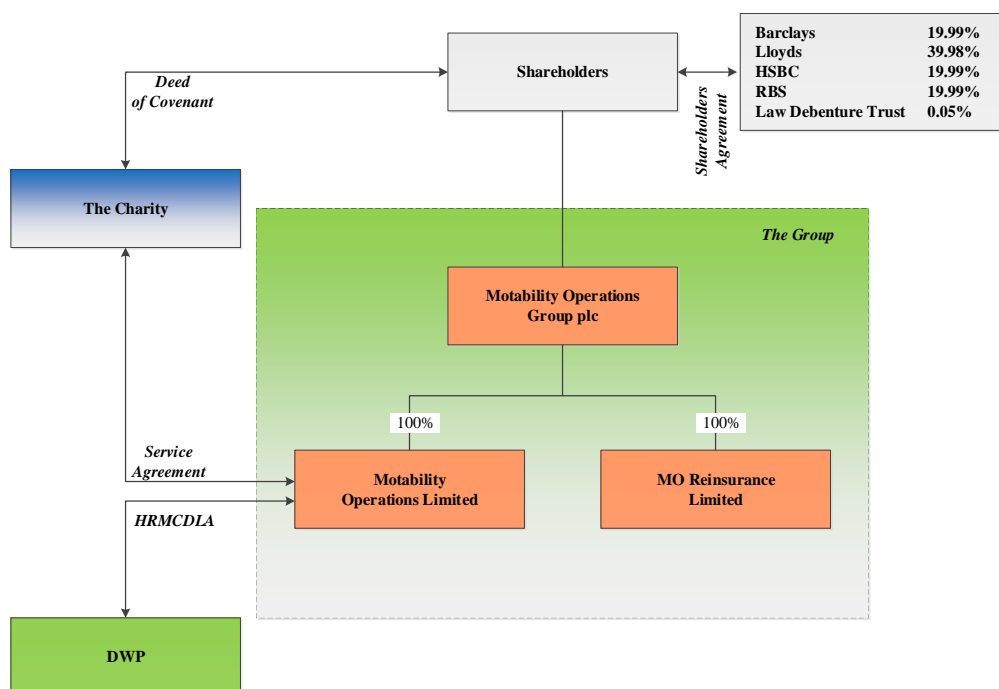 Barclays 19.99%
Lloyds 39.98%
HSBC 19.99%
RBS 19.99%
Law Debenture Trust 0.05%
Shareholders
Shareholders
Agreement
Deed
of Covenant
The Charity
The Group
Motability Operations
Group plc
100%
100%
Service
Agreement
Motability
Operations Limited
MO Reinsurance
Limited
HRMCDLA
DWP